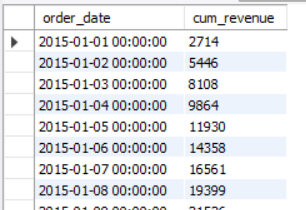 order_date cum_revenue
2015-01-01 00:00:00 2714
2015-01-02 00:00:00 5446
2015-01-03 00:00:00 8108
2015-01-04 00:00:00 9864
2015-01-05 00:00:00 11930
2015-01-06 00:00:00 14358
2015-01-07 00:00:00 16561
2015-01-08 00:00:00 19399